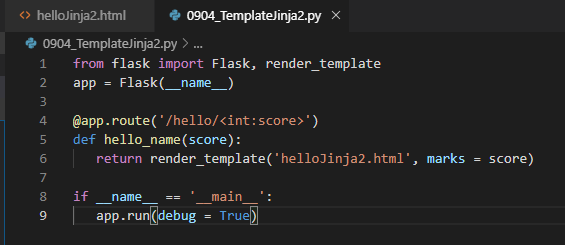 helloJinja2.html
0904_TemplateJinja2.py ×
0904_TemplateJinja2.py > ...
1 from flask import Flask, render_template
2 app = Flask(__name__)
3
4 @app.route('/hello/<int:score>')
5 def hello_name(score):
6    return render_template('helloJinja2.html', marks = score)
7
8 if __name__ == '__main__':
9    app.run(debug = True)